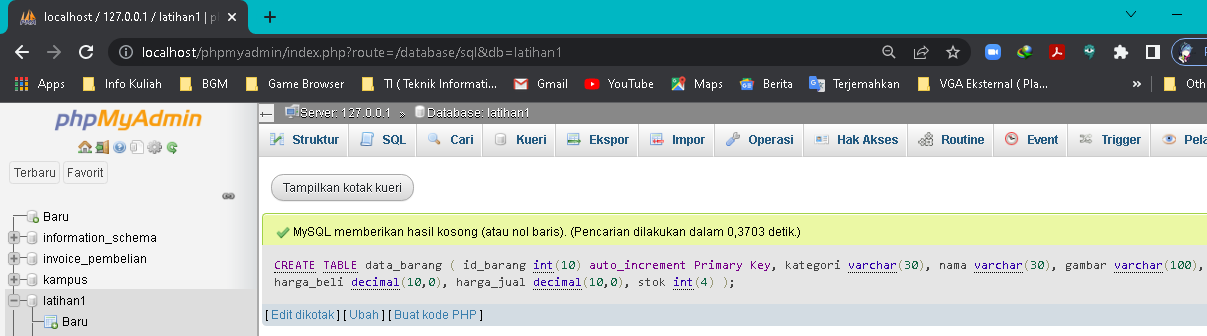 localhost / 127.0.0.1 / latihan1 | p
localhost/phpmyadmin/index.php?route=/database/sql&db=latihan1
Apps Info Kuliah BGM Game Browser TI ( Teknik Informati... Gmail YouTube Maps Berita Terjemahkan VGA Eksternal ( Pla... » Oth
phpMyAdmin
Terbaru Favorit
Baru
information_schema
invoice_pembelian
kampus
latihan1
Baru
Server: 127.0.0.1 » Database: latihan1
Struktur SQL Cari Kueri Ekspor Impor Operasi Hak Akses Routine Event Trigger Pela
Tampilkan kotak kueri
MySQL memberikan hasil kosong (atau nol baris). (Pencarian dilakukan dalam 0,3703 detik.)
CREATE TABLE data_barang ( id_barang int(10) auto_increment Primary Key, kategori varchar(30), nama varchar(30), gambar varchar(100),
harga_beli decimal(10,0), harga_jual decimal(10,0), stok int(4) );
[ Edit dikotak ] [ Ubah ] [ Buat kode PHP ]